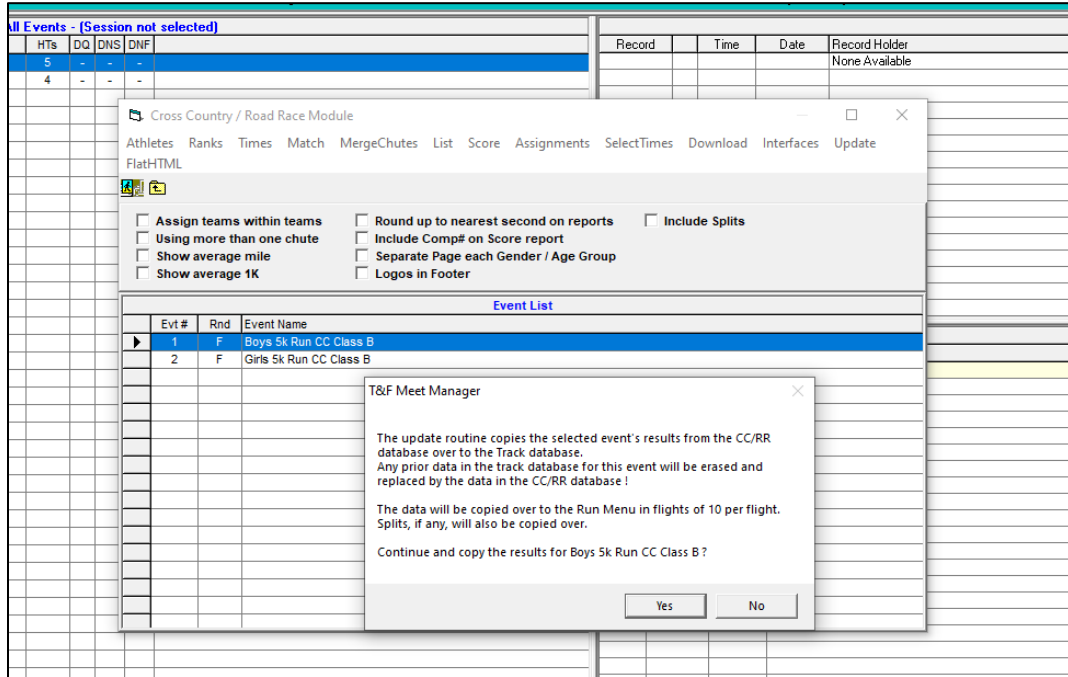 All Events - (Session not selected)
HTs DQ DNS DNF
Record Time Date Record Holder
5 - - -
None Available
4 - - -
Cross Country / Road Race Module
Athletes Ranks Times Match MergeChutes List Score Assignments SelectTimes Download Interfaces Update
FlatHTML
Assign teams within teams Round up to nearest second on reports Include Splits
Using more than one chute Include Comp# on Score report
Show average mile Separate Page each Gender / Age Group
Show average 1K Logos in Footer
Event List
Evt # Rnd Event Name
1 F Boys 5k Run CC Class B
2 F Girls 5k Run CC Class B
T&F Meet Manager
The update routine copies the selected event's results from the CC/RR
database over to the Track database.
Any prior data in the track database for this event will be erased and
replaced by the data in the CC/RR database !
The data will be copied over to the Run Menu in flights of 10 per flight.
Splits, if any, will also be copied over.
Continue and copy the results for Boys 5k Run CC Class B ?
Yes No